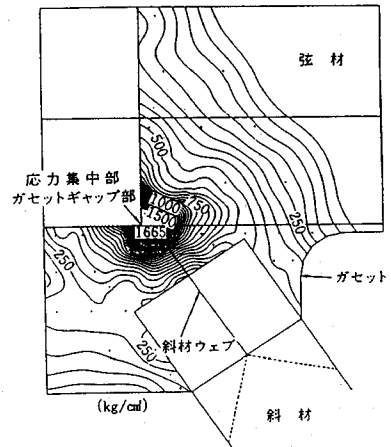 弦材
500
応力集中部
ガセットギャップ部
1000
750
1500
1665
250
250
ガセット
斜材ウェブ
250
(kg/c㎡)
斜材